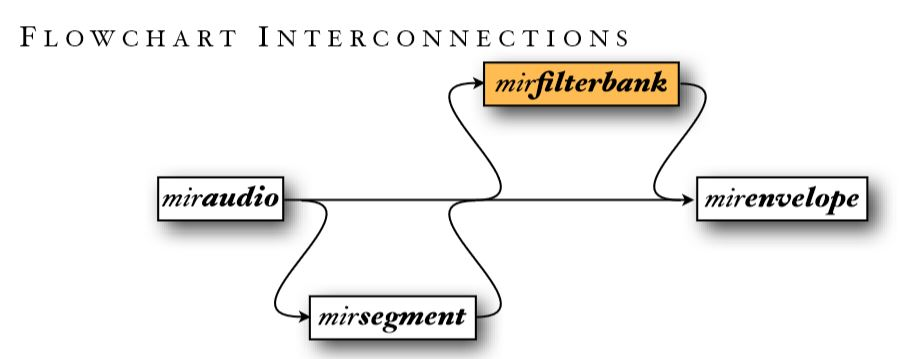 FLOWCHART INTERCONNECTIONS
mirfilterbank
miraudio
mirenvelope
mirsegment